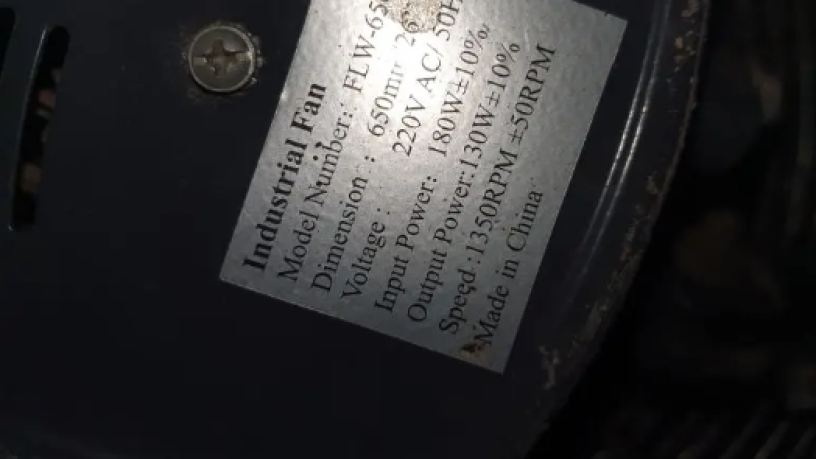 Industrial Fan
Model Number: FLW-65
Dimension : 650mm 26
Voltage : 220V AC/ 50H
Input Power: 180W±10%
Output Power:130W±10%
Speed :1350RPM ±50RPM
Made in China